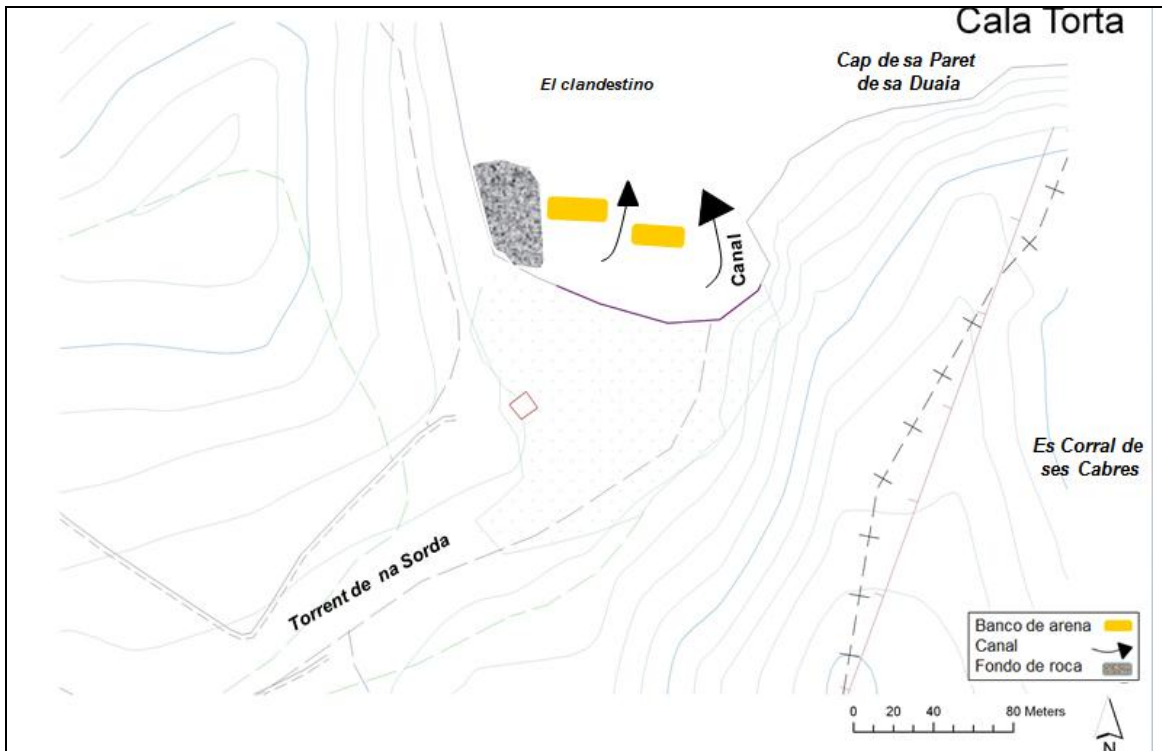 Cala Torta
Cap de sa Paret
de sa Duaia
El clandestino
Canal
Es Corral de
ses Cabres
Torrent de na Sorda
Banco de arena
Canal
Fondo de roca
0 20 40 80 Meters
N